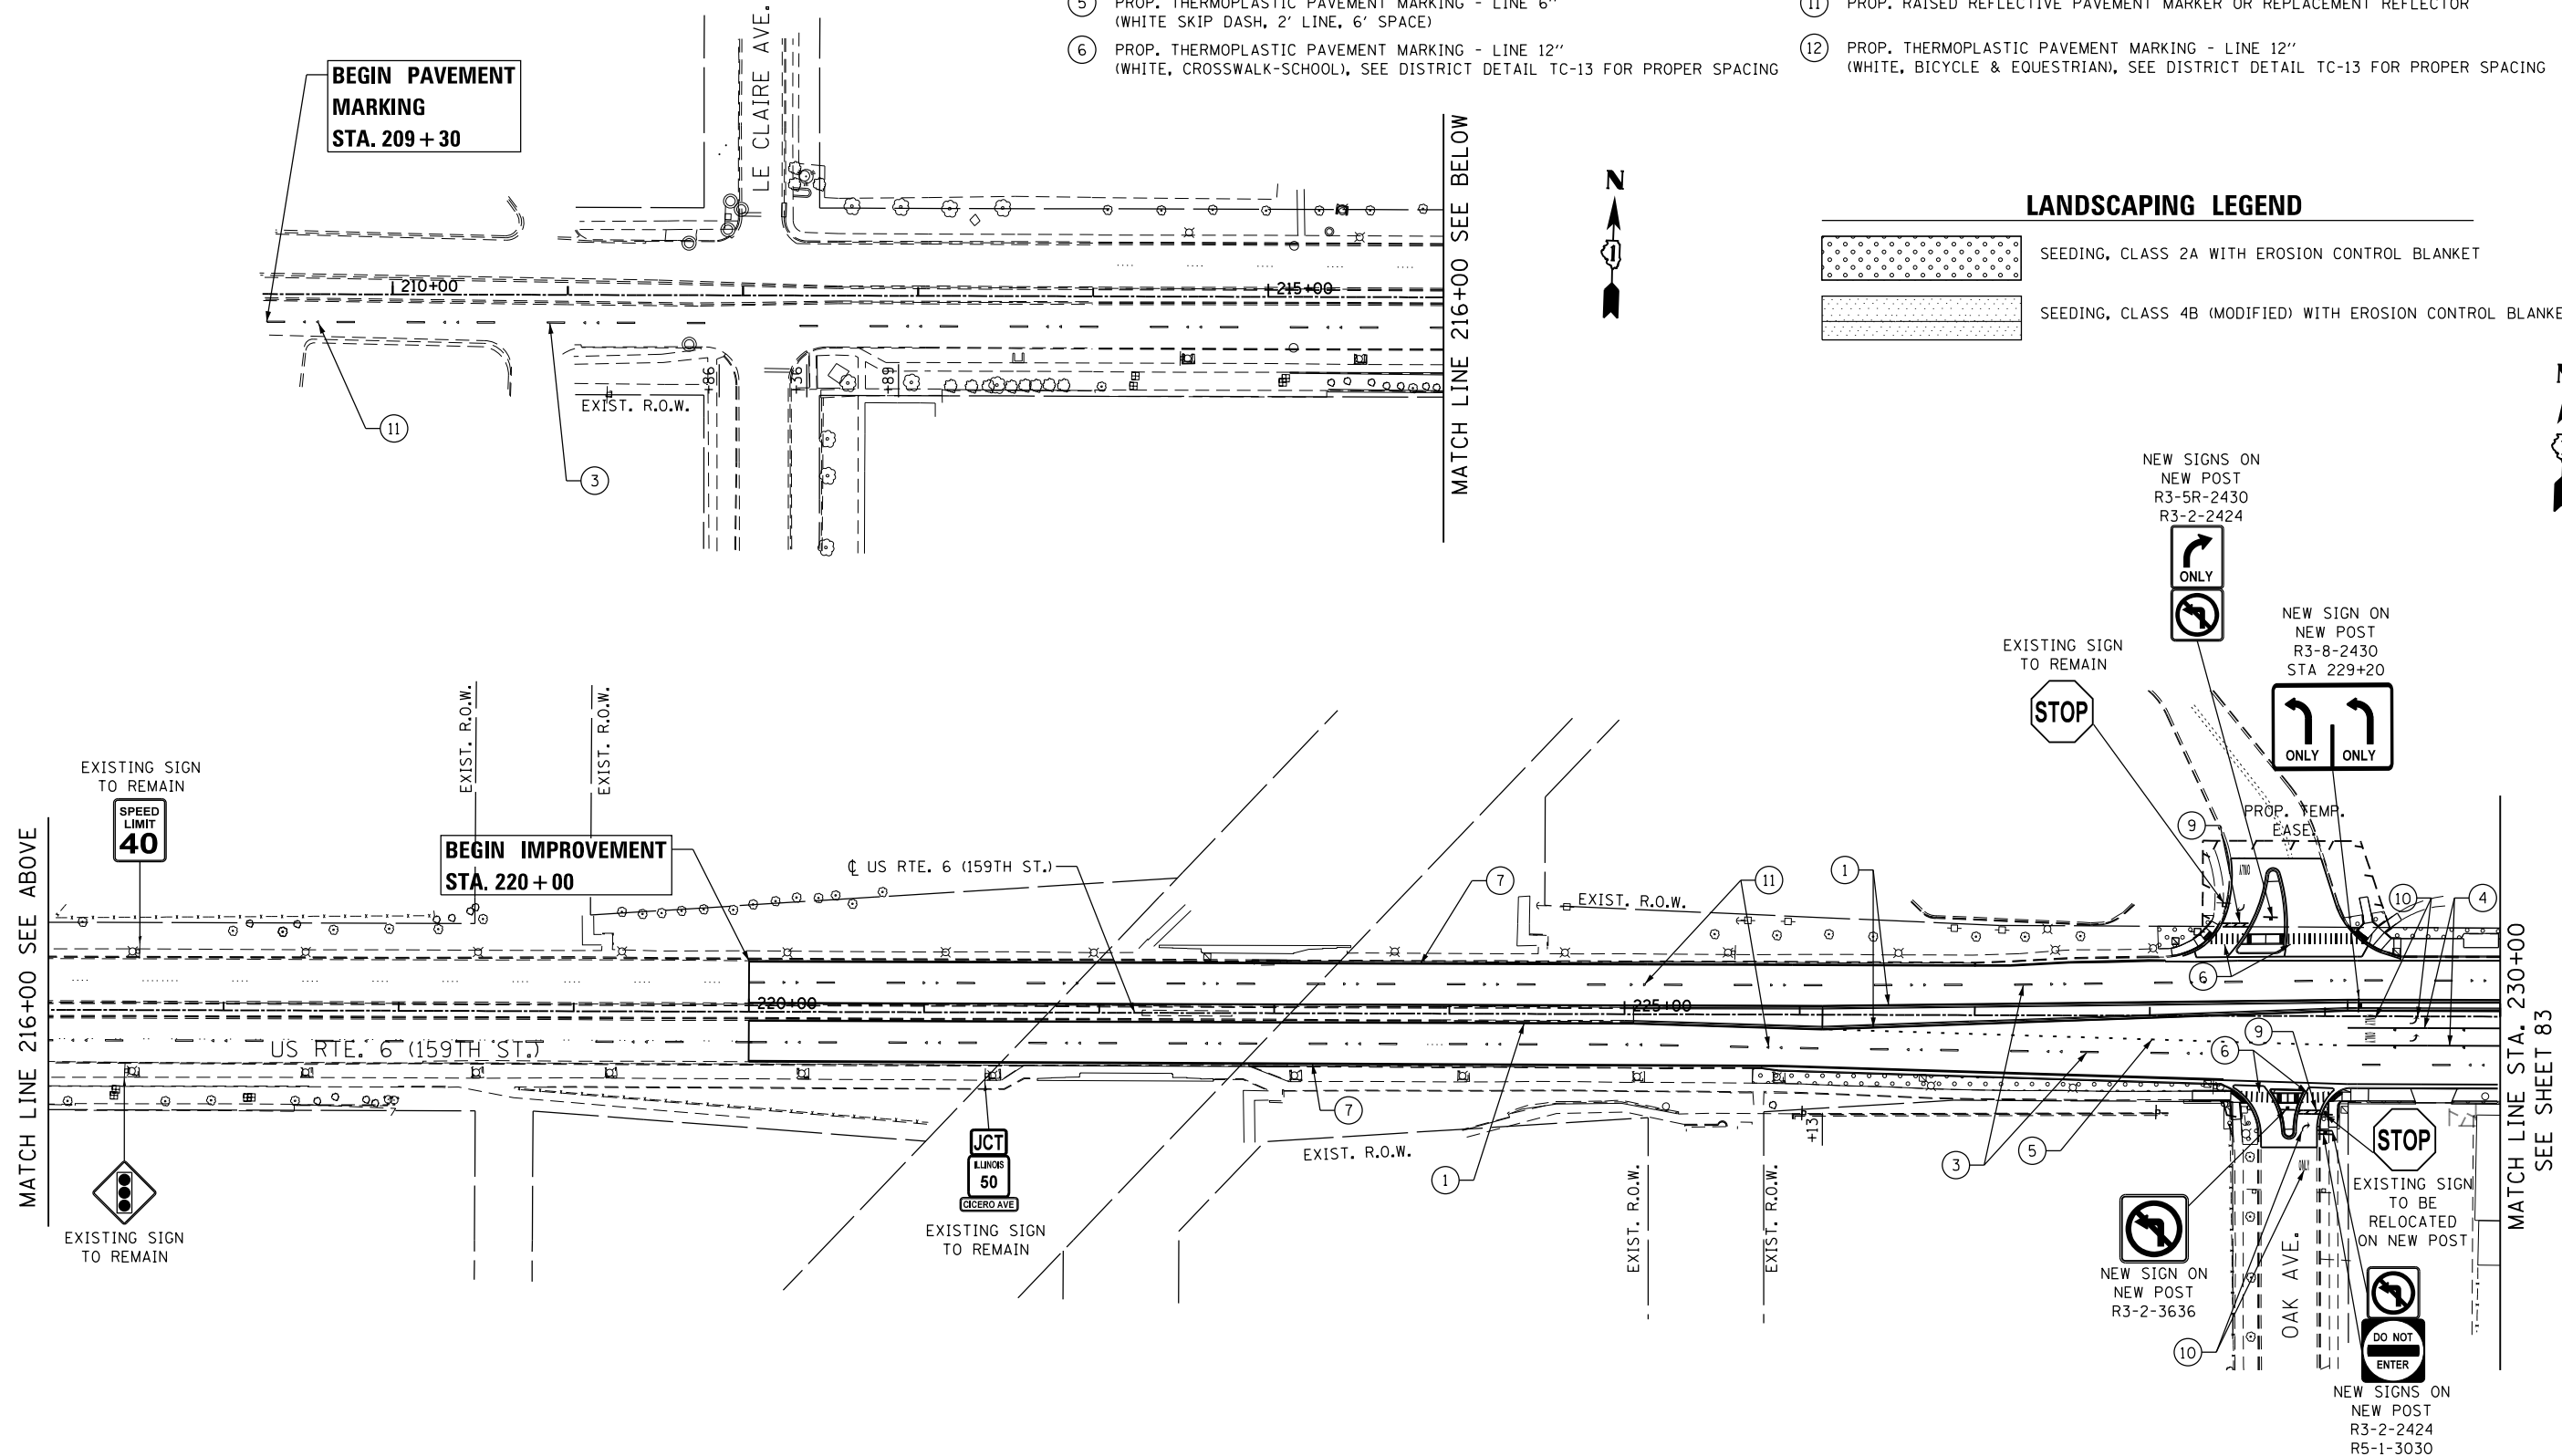 5 PROP. THERMOPLASTIC PAVEMENT MARKING - LINE 6''
(WHITE SKIP DASH, 2' LINE, 6' SPACE)
6 PROP. THERMOPLASTIC PAVEMENT MARKING - LINE 12''
(WHITE, CROSSWALK-SCHOOL), SEE DISTRICT DETAIL TC-13 FOR PROPER SPACING
11 PROP. RAISED REFLECTIVE PAVEMENT MARKER OR REPLACEMENT REFLECTOR
12 PROP. THERMOPLASTIC PAVEMENT MARKING - LINE 12''
(WHITE, BICYCLE & EQUESTRIAN), SEE DISTRICT DETAIL TC-13 FOR PROPER SPACING
BEGIN PAVEMENT
MARKING
STA. 209+30
LE CLAIRE AVE.
MATCH LINE 216+00 SEE BELOW
N
LANDSCAPING LEGEND
SEEDING, CLASS 2A WITH EROSION CONTROL BLANKET
SEEDING, CLASS 4B (MODIFIED) WITH EROSION CONTROL BLANKE
210+00
215+00
+86
+36
+89
EXIST. R.O.W.
11
3
NEW SIGNS ON
NEW POST
R3-5R-2430
R3-2-2424
ONLY
NEW SIGN ON
NEW POST
R3-8-2430
STA 229+20
ONLY
ONLY
EXISTING SIGN
TO REMAIN
STOP
PROP. TEMP.
EASE.
9
ONLY
EXISTING SIGN
TO REMAIN
SPEED
LIMIT
40
EXIST. R.O.W.
EXIST. R.O.W.
BEGIN IMPROVEMENT
STA. 220+00
℄ US RTE. 6 (159TH ST.)
7
11
1
EXIST. R.O.W.
10
4
6
MATCH LINE 216+00 SEE ABOVE
220+00
225+00
US RTE. 6 (159TH ST.)
MATCH LINE STA. 230+00
SEE SHEET 83
9
6
7
1
3
5
+13
EXIST. R.O.W.
EXIST. R.O.W.
EXIST. R.O.W.
EXISTING SIGN
TO REMAIN
JCT
ILLINOIS
50
CICERO AVE
EXISTING SIGN
TO REMAIN
ONLY
STOP
EXISTING SIGN
TO BE
RELOCATED
ON NEW POST
NEW SIGN ON
NEW POST
R3-2-3636
OAK AVE.
10
DO NOT
ENTER
NEW SIGNS ON
NEW POST
R3-2-2424
R5-1-3030